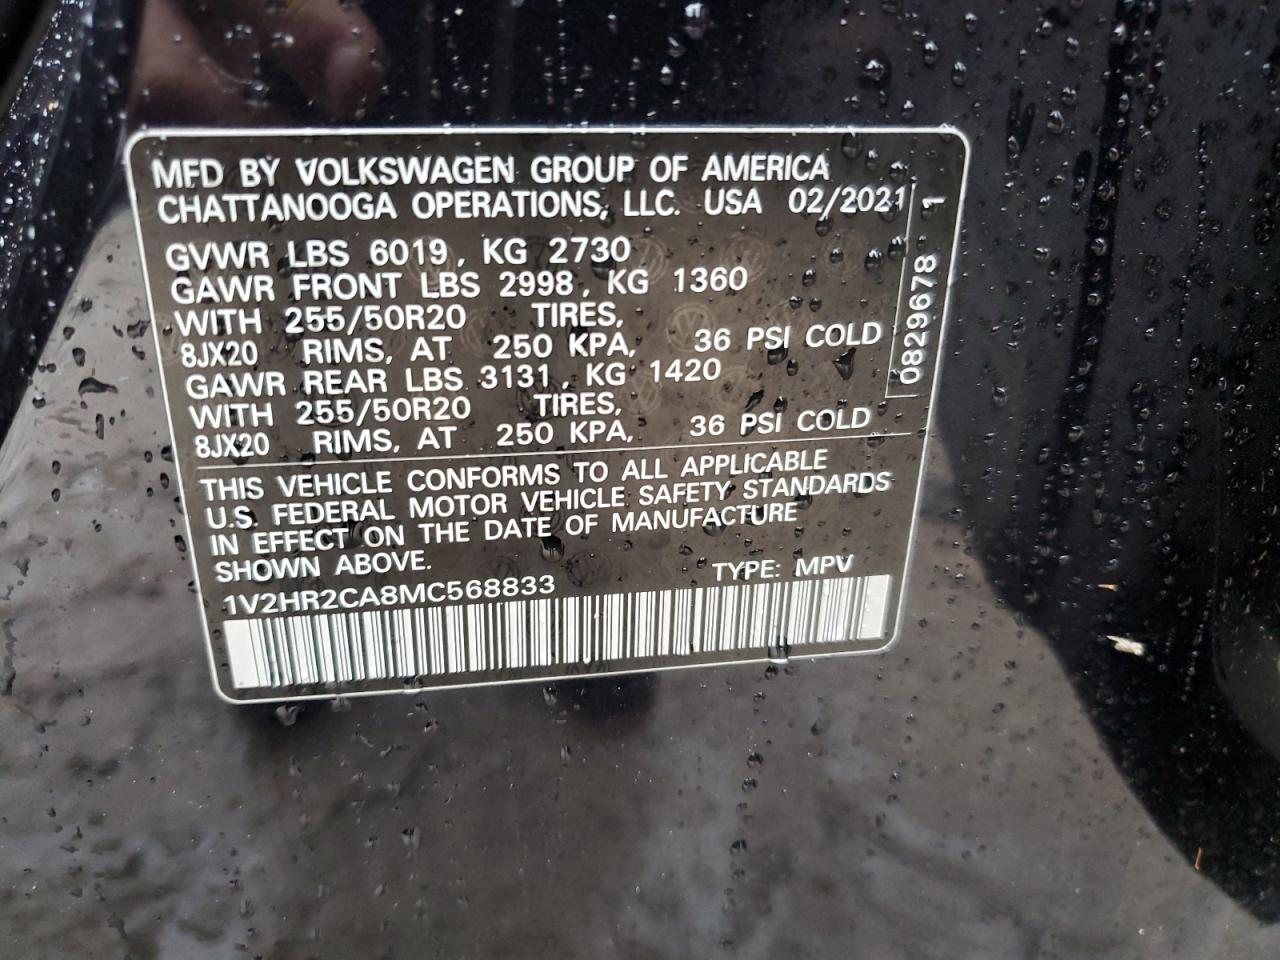 MFD BY VOLKSWAGEN GROUP OF AMERICA
CHATTANOOGA OPERATIONS, LLC. USA 02/2021
GVWR LBS 6019, KG 2730
GAWR FRONT LBS 2998, KG 1360
WITH 255/50R20 TIRES,
8JX20 RIMS, AT 250 KPA, 36 PSI COLD
GAWR REAR LBS 3131, KG 1420
WITH 255/50R20 TIRES,
8JX20 RIMS, AT 250 KPA, 36 PSI COLD
0829678 1
THIS VEHICLE CONFORMS TO ALL APPLICABLE
U.S. FEDERAL MOTOR VEHICLE SAFETY STANDARDS
IN EFFECT ON THE DATE OF MANUFACTURE
SHOWN ABOVE.
1V2HR2CA8MC568833 TYPE: MPV